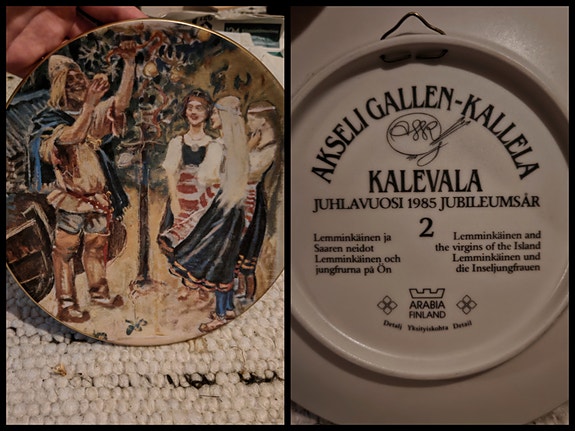 AKSELI GALLEN-KALLELA
KALEVALA
JUHLAVUOSI 1985 JUBILEUMSÅR
2
Lemminkäinen ja
Saaren neidot
Lemminkäinen och
jungfrurna på Ön
Lemminkäinen and
the virgins of the Island
Lemminkäinen und
die Inseljungfrauen
ARABIA
FINLAND
Detalj Yksityiskohta Detail